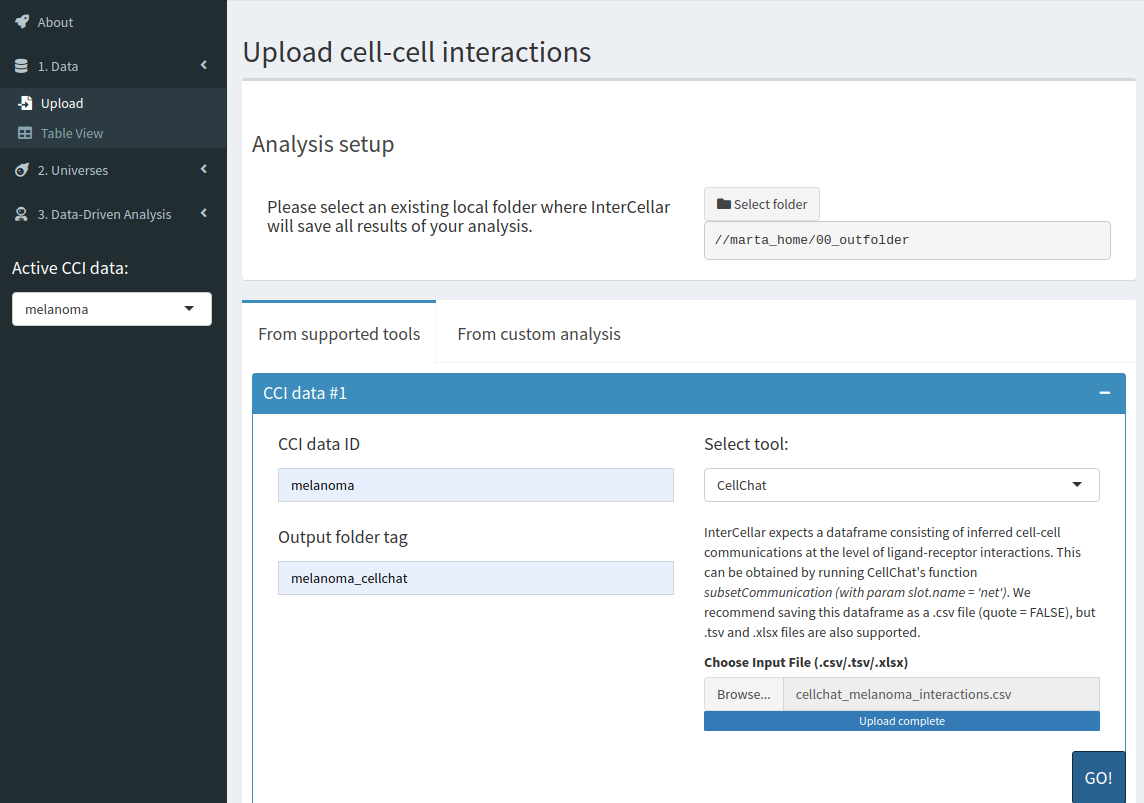 About
1. Data
Upload
Table View
2. Universes
3. Data-Driven Analysis
Active CCI data:
melanoma
Upload cell-cell interactions
Analysis setup
Please select an existing local folder where InterCellar
will save all results of your analysis.
Select folder
//marta_home/00_outfolder
From supported tools
From custom analysis
CCI data #1
CCI data ID
melanoma
Output folder tag
melanoma_cellchat
Select tool:
CellChat
InterCellar expects a dataframe consisting of inferred cell-cell
communications at the level of ligand-receptor interactions. This
can be obtained by running CellChat's function
subsetCommunication (with param slot.name = 'net'). We
recommend saving this dataframe as a .csv file (quote = FALSE), but
.tsv and .xlsx files are also supported.
Choose Input File (.csv/.tsv/.xlsx)
Browse...
cellchat_melanoma_interactions.csv
Upload complete
GO!